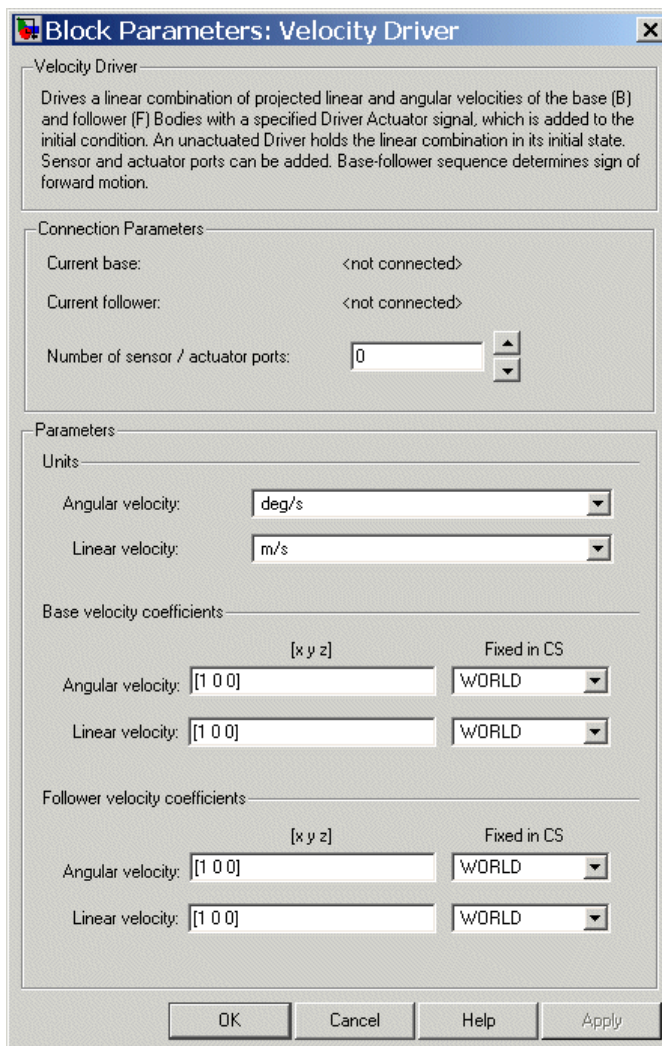 Block Parameters: Velocity Driver
Velocity Driver
Drives a linear combination of projected linear and angular velocities of the base (B)
and follower (F) Bodies with a specified Driver Actuator signal, which is added to the
initial condition. An unactuated Driver holds the linear combination in its initial state.
Sensor and actuator ports can be added. Base-follower sequence determines sign of
forward motion.
Connection Parameters
Current base: <not connected>
Current follower: <not connected>
Number of sensor / actuator ports: 0
Parameters
Units
Angular velocity: deg/s
Linear velocity: m/s
Base velocity coefficients
[x y z] Fixed in CS
Angular velocity: [1 0 0] WORLD
Linear velocity: [1 0 0] WORLD
Follower velocity coefficients
[x y z] Fixed in CS
Angular velocity: [1 0 0] WORLD
Linear velocity: [1 0 0] WORLD
OK Cancel Help Apply